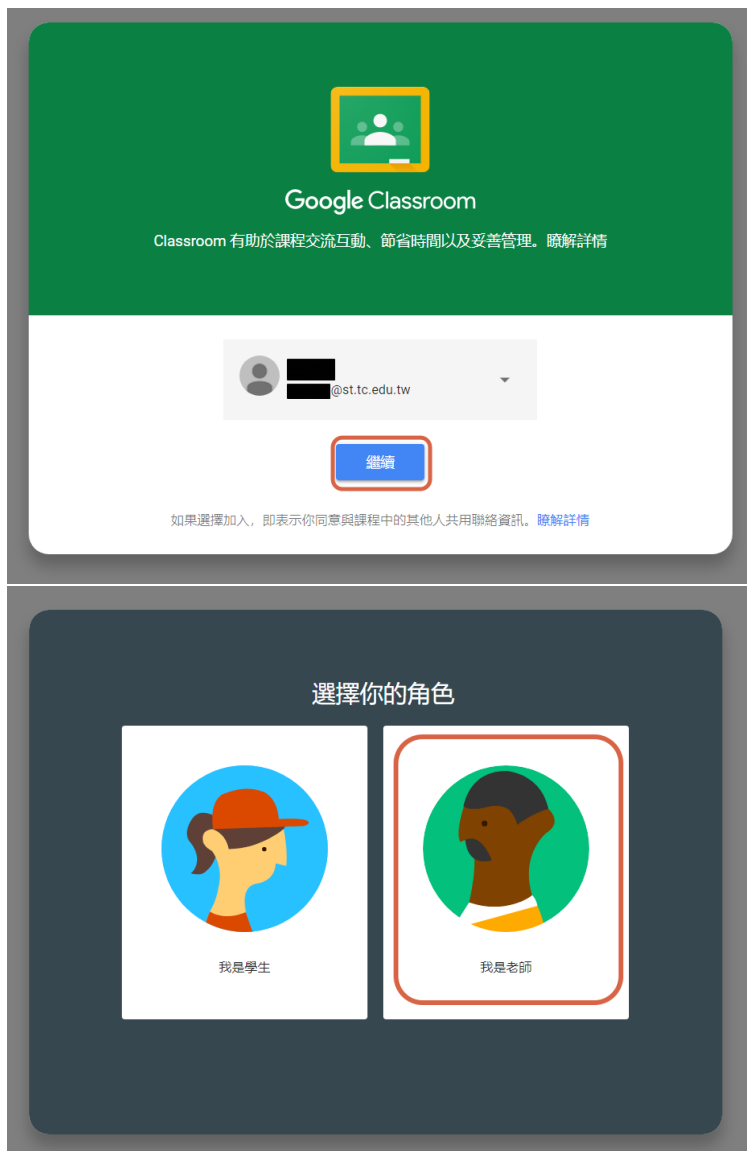 Google Classroom
Classroom 有助於課程交流互動、節省時間以及妥善管理。瞭解詳情
@st.tc.edu.tw
繼續
如果選擇加入，即表示你同意與課程中的其他人共用聯絡資訊。瞭解詳情
選擇你的角色
我是學生
我是老師